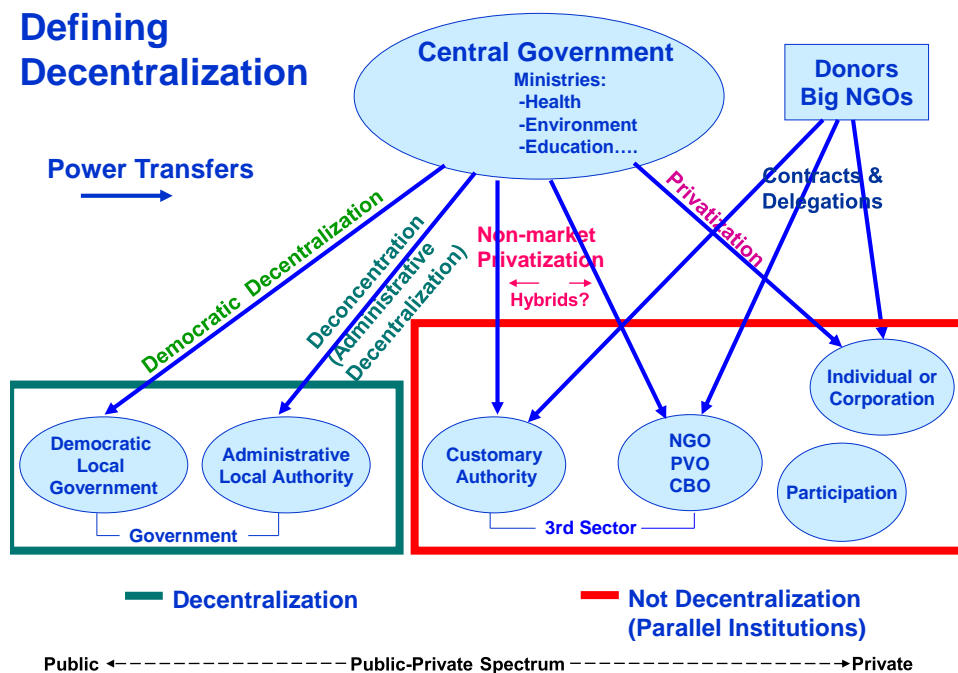 Defining
Decentralization
Central Government
Ministries:
-Health
-Environment
-Education….
Donors
Big NGOs
Power Transfers
Democratic Decentralization
Deconcentration
(Administrative
Decentralization)
Non-market
Privatization
Hybrids?
Privatization
Contracts &
Delegations
Democratic
Local
Government
Administrative
Local Authority
Government
Customary
Authority
NGO
PVO
CBO
3rd Sector
Individual or
Corporation
Participation
Decentralization
Not Decentralization
(Parallel Institutions)
Public
Public-Private Spectrum
Private